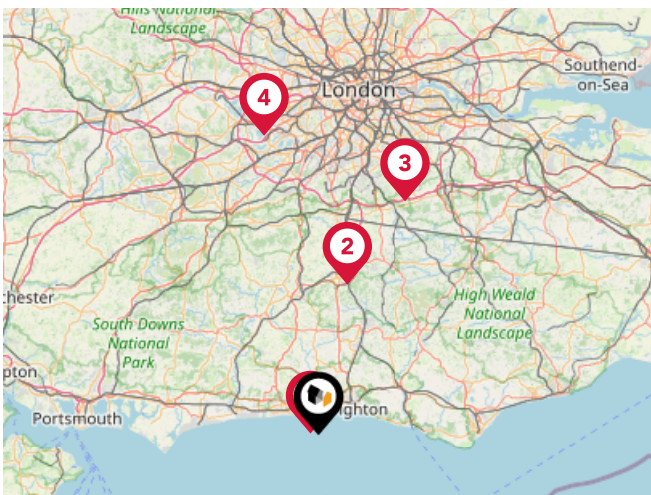 Hills National
Landscape
4
London
Southend-
on-Sea
3
2
chester
High Weald
National
Landscape
South Downs
National
Park
pton
Portsmouth
ighton